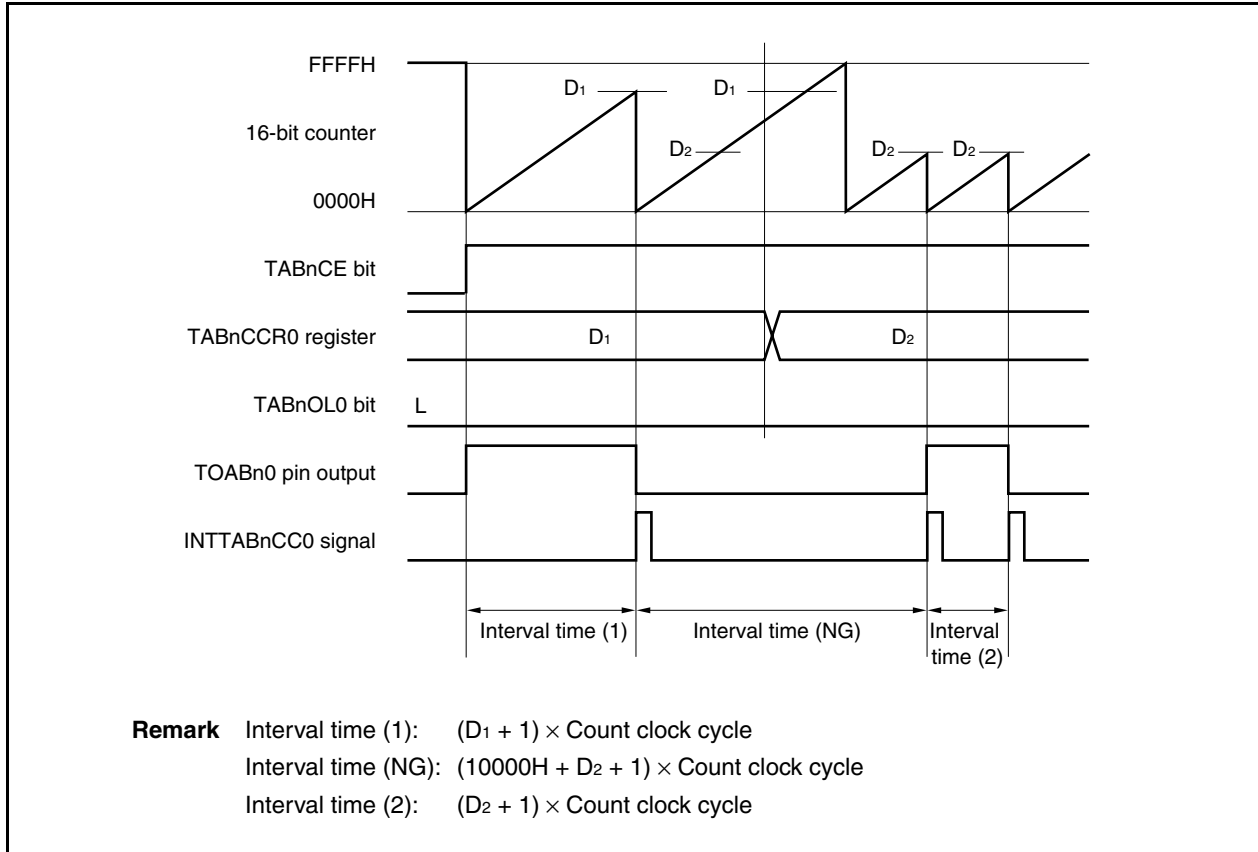 FFFFH
D1
D1
16-bit counter
D2
D2
D2
0000H
TABnCE bit
TABnCCR0 register
D1
D2
TABnOL0 bit
L
TOABn0 pin output
INTTABnCC0 signal
Interval time (1)
Interval time (NG)
Interval
time (2)
Remark Interval time (1): (D1 + 1) × Count clock cycle
Interval time (NG): (10000H + D2 + 1) × Count clock cycle
Interval time (2): (D2 + 1) × Count clock cycle